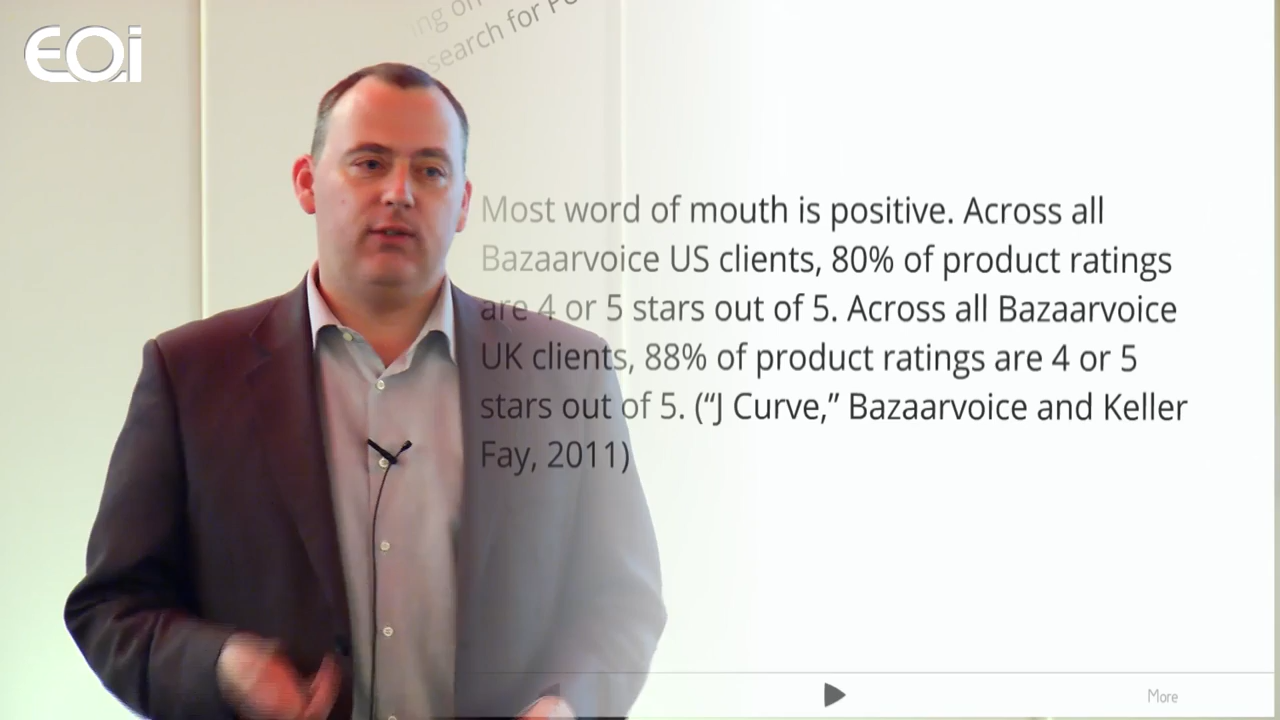 EOi
search for
Most word of mouth is positive. Across all
Bazaarvoice US clients, 80% of product ratings
are 4 or 5 stars out of 5. Across all Bazaarvoice
UK clients, 88% of product ratings are 4 or 5
stars out of 5. (“J Curve,” Bazaarvoice and Keller
Fay, 2011)
More